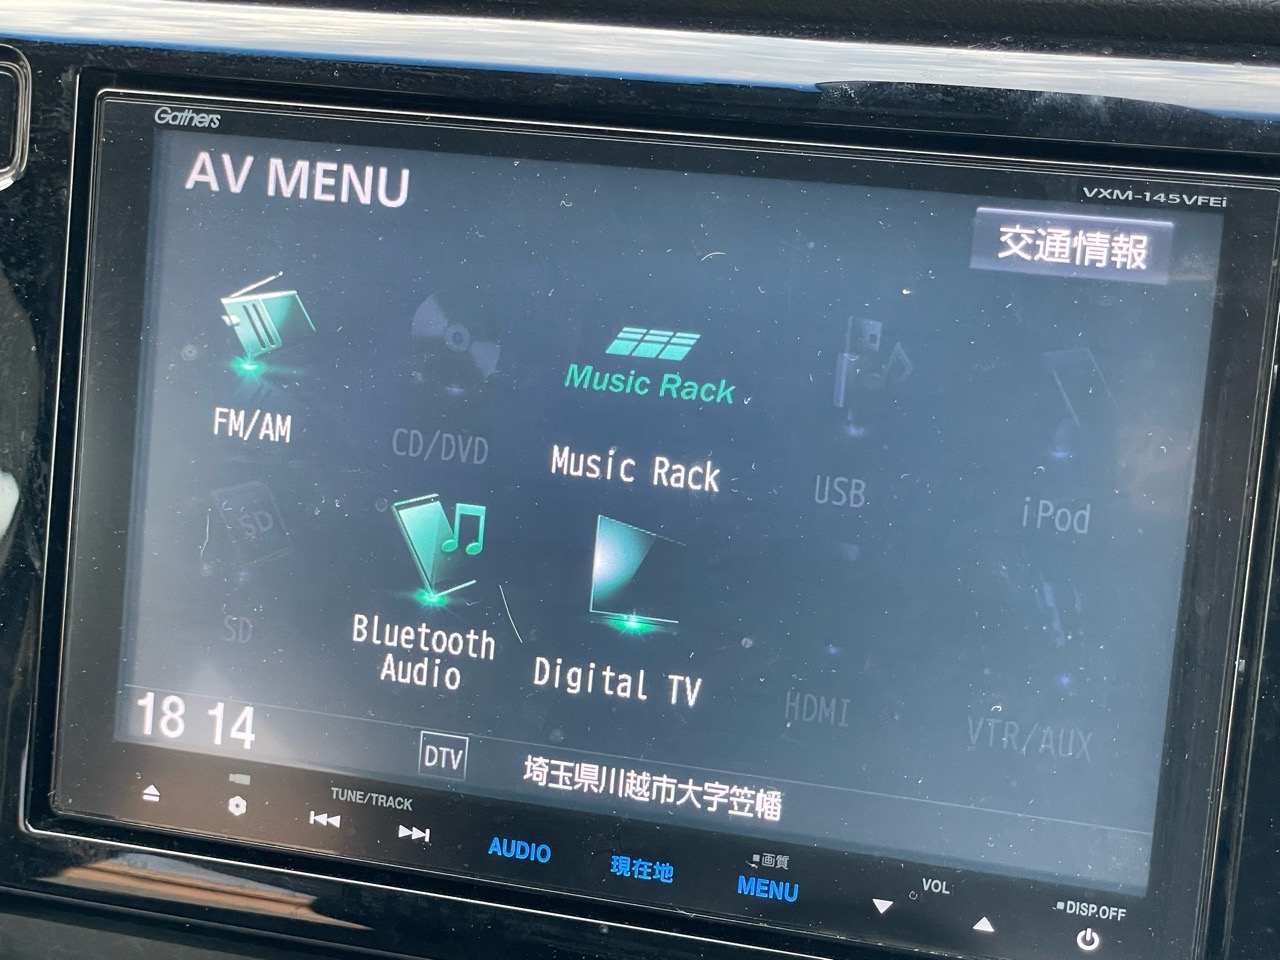 Gathers
VXM-145VFEi
AV MENU
交通情報
Music Rack
FM/AM
CD/DVD
Music Rack
USB
iPod
SD
SD
Bluetooth
Audio
Digital TV
HDMI
VTR/AUX
18 14
DTV
埼玉県川越市大字笠幡
TUNE/TRACK
AUDIO
現在地
画質
MENU
VOL
DISP.OFF